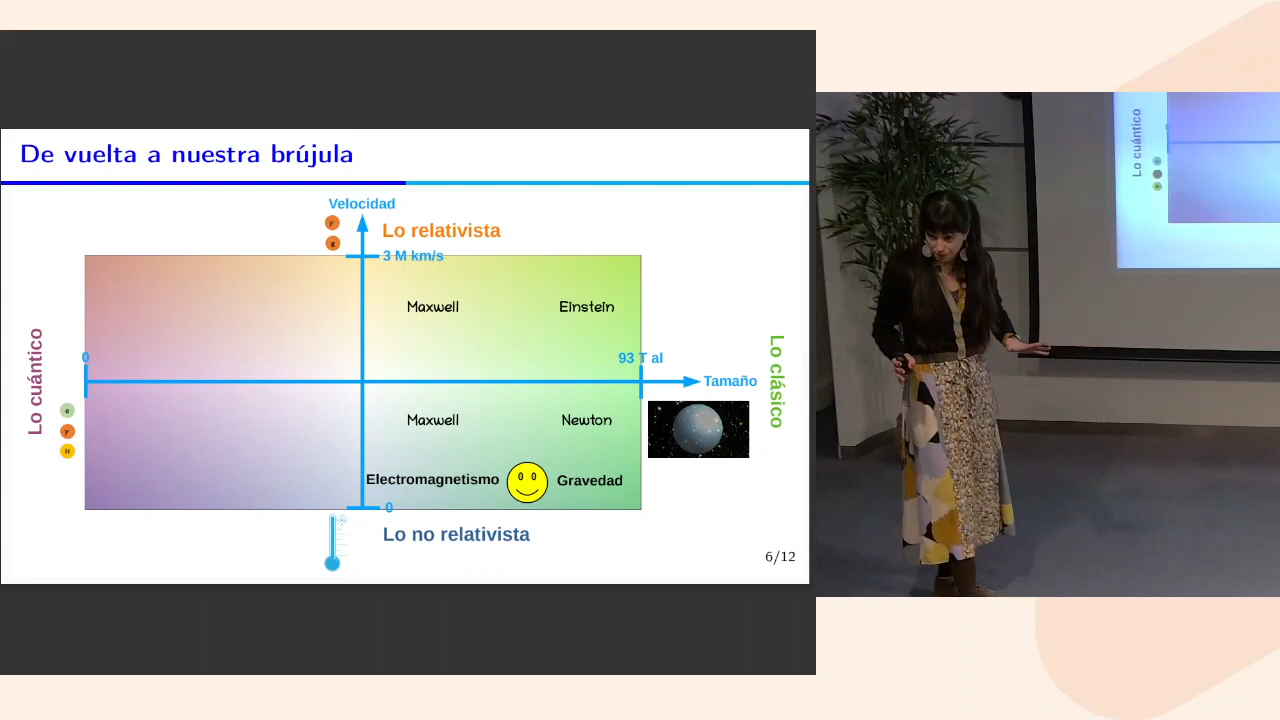 De vuelta a nuestra brújula
Velocidad
γ
g
Lo relativista
3 M km/s
Maxwell
Einstein
Lo cuántico
0
93 T al
Tamaño
Lo clásico
e
γ
H
Maxwell
Newton
Electromagnetismo
Gravedad
0
Lo no relativista
6/12
Lo cuántico